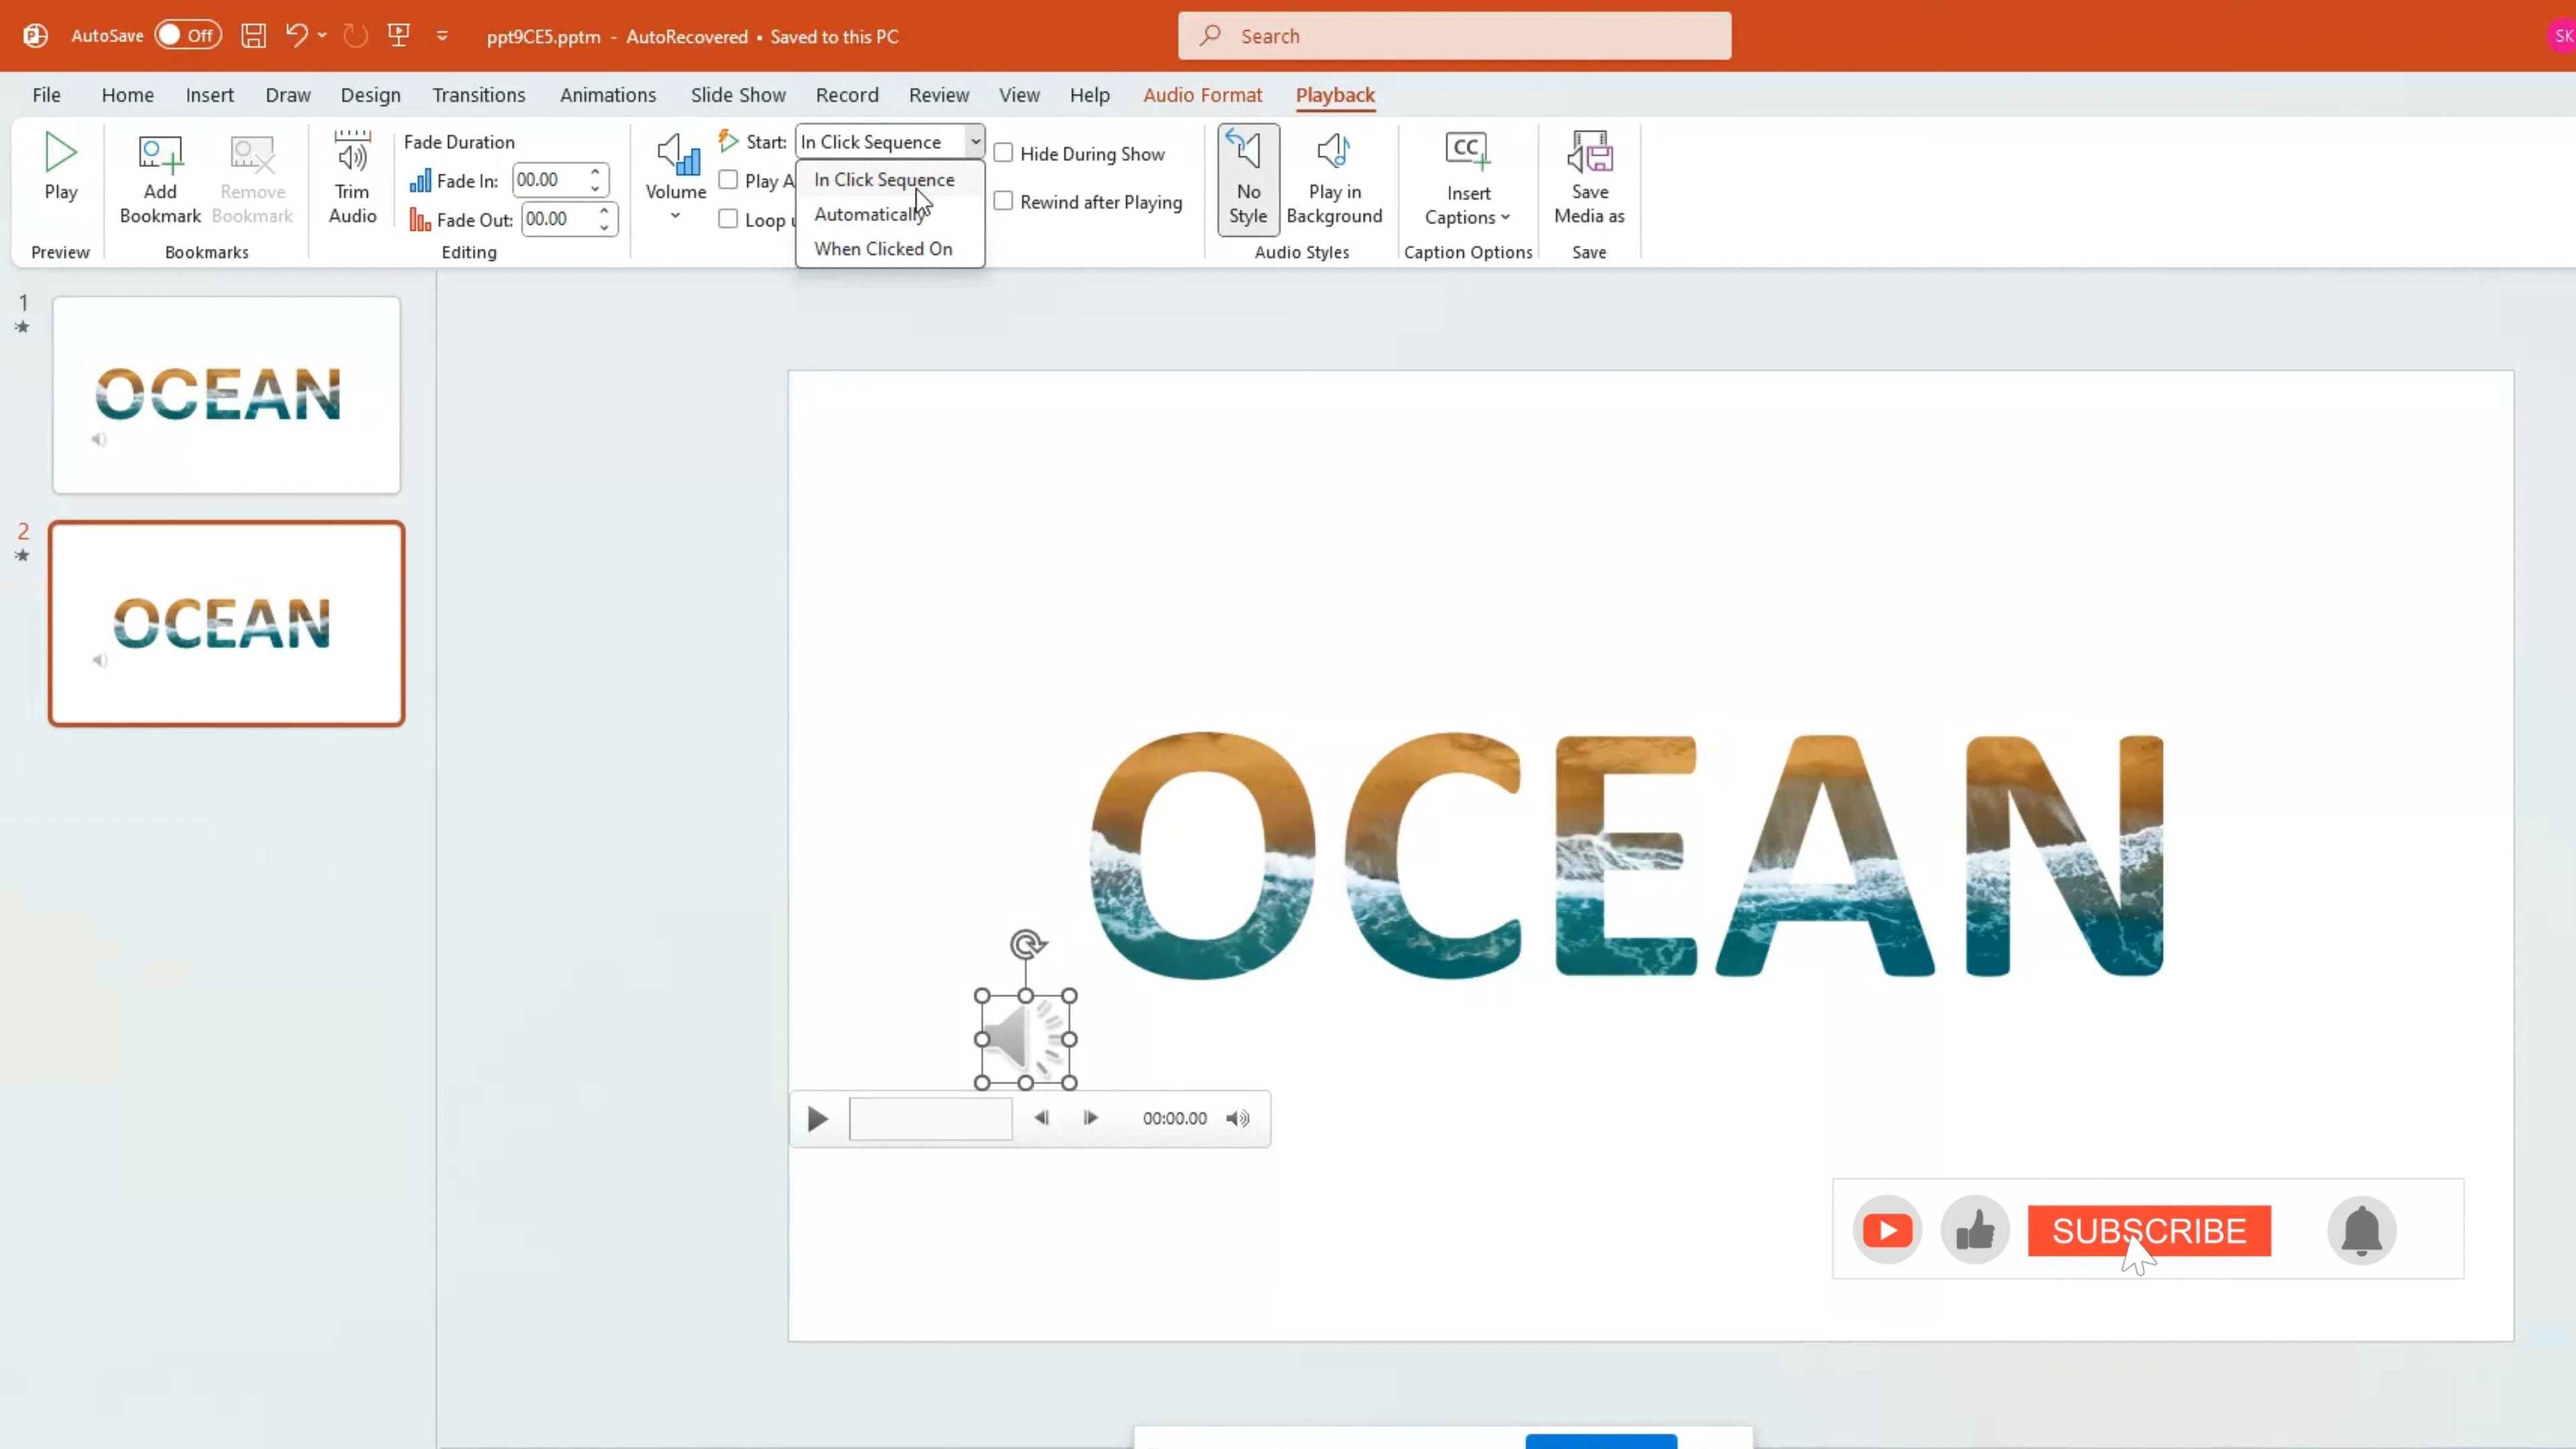 AutoSave Off ppt9CE5.pptm - AutoRecovered • Saved to this PC Search SK
File Home Insert Draw Design Transitions Animations Slide Show Record Review View Help Audio Format Playback
Play
Preview
Add
Bookmark
Remove
Bookmark
Bookmarks
Trim
Audio
Fade Duration
Fade In: 00.00
Fade Out: 00.00
Editing
Volume
Start: In Click Sequence
Play A
Loop u
In Click Sequence
Automatically
When Clicked On
Hide During Show
Rewind after Playing
No
Style
Play in
Background
Audio Styles
CC
Insert
Captions
Caption Options
Save
Media as
Save
1
OCEAN
2
OCEAN
OCEAN
00:00.00
SUBSCRIBE